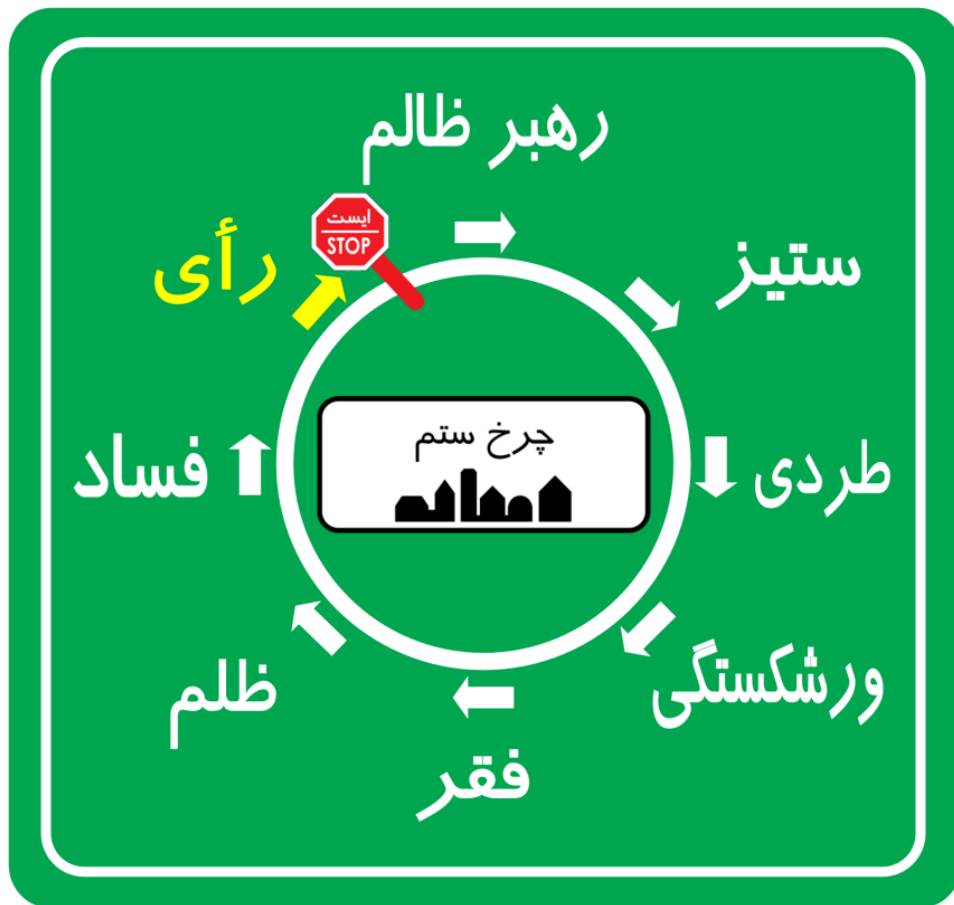 رهبر ظالم
ستیز
طردی
ورشکستگی
فقر
ظلم
فساد
رأی
ایست
STOP
چرخ ستم